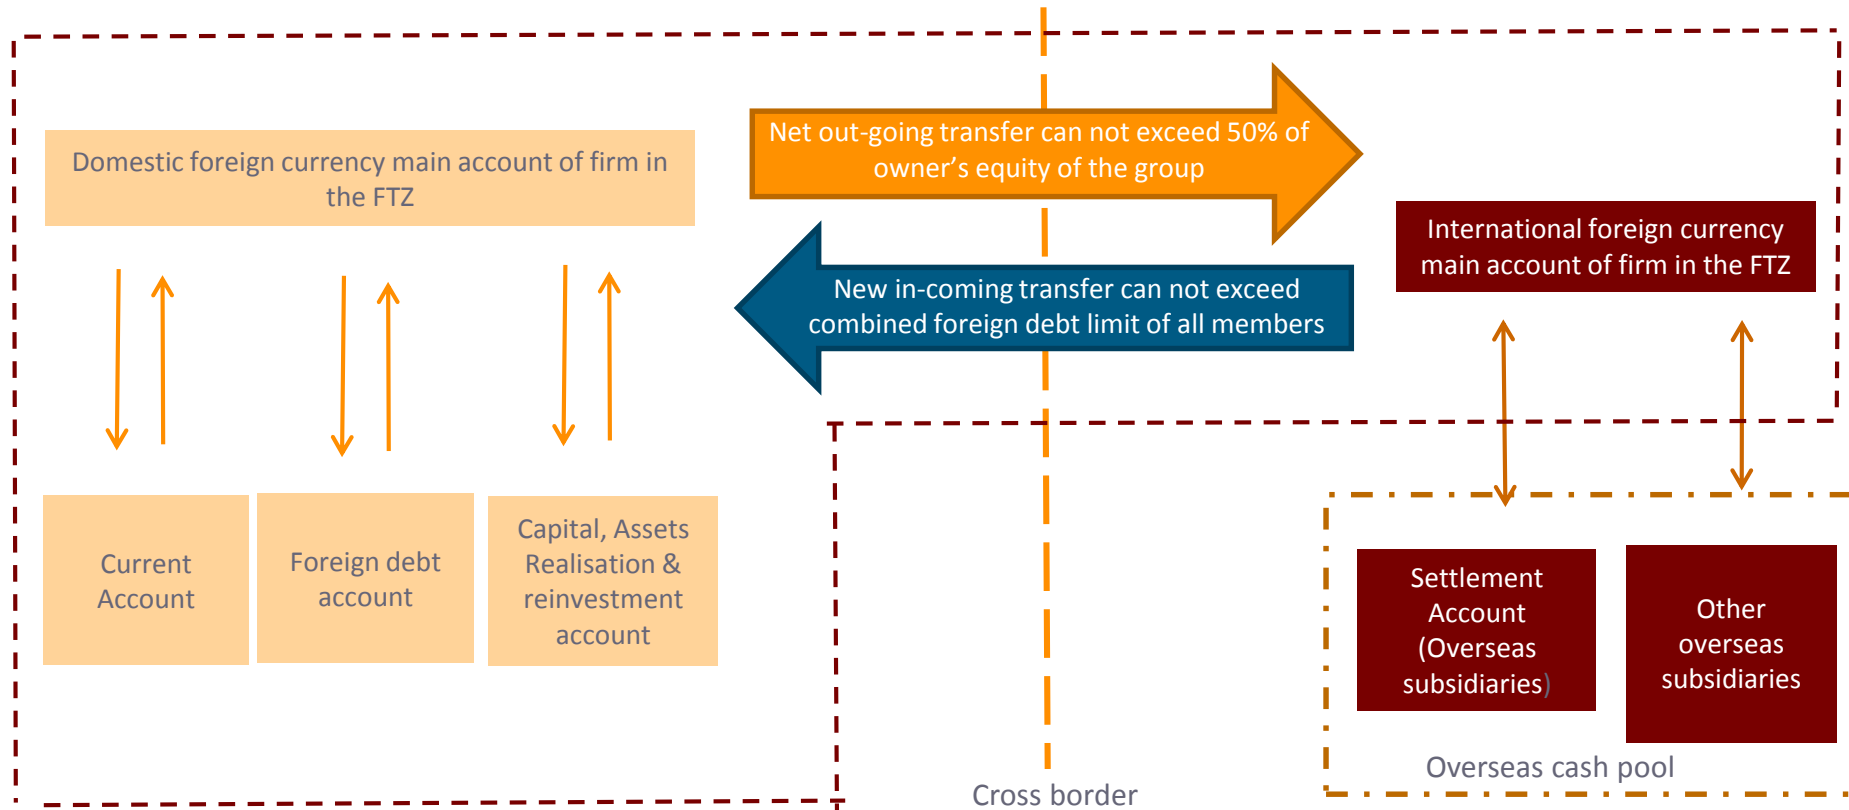 Domestic foreign currency main account of firm in
the FTZ
Net out-going transfer can not exceed 50% of
owner’s equity of the group
New in-coming transfer can not exceed
combined foreign debt limit of all members
International foreign currency
main account of firm in the FTZ
Current
Account
Foreign debt
account
Capital, Assets
Realisation &
reinvestment
account
Settlement
Account
(Overseas
subsidiaries)
Other
overseas
subsidiaries
Overseas cash pool
Cross border